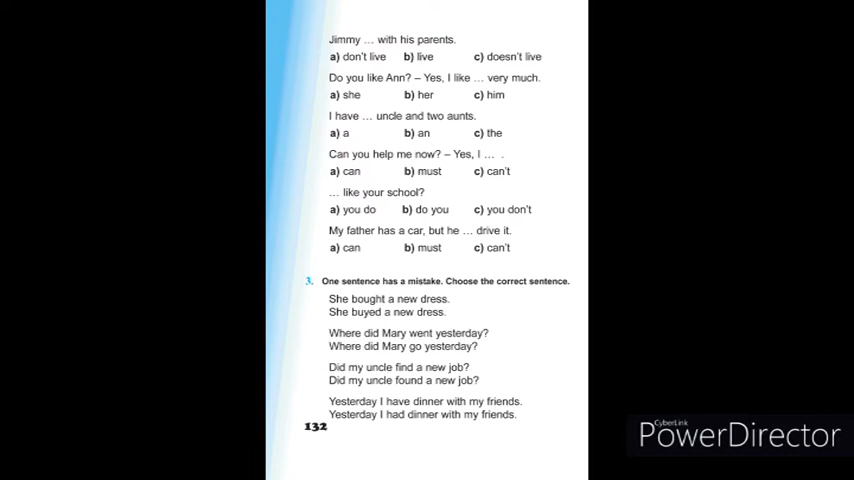 Jimmy ... with his parents.
a) don't live b) live c) doesn't live
Do you like Ann? – Yes, I like ... very much.
a) she b) her c) him
I have ... uncle and two aunts.
a) a b) an c) the
Can you help me now? – Yes, I ... .
a) can b) must c) can't
... like your school?
a) you do b) do you c) you don't
My father has a car, but he ... drive it.
a) can b) must c) can't
3. One sentence has a mistake. Choose the correct sentence.
She bought a new dress.
She buyed a new dress.
Where did Mary went yesterday?
Where did Mary go yesterday?
Did my uncle find a new job?
Did my uncle found a new job?
Yesterday I have dinner with my friends.
Yesterday I had dinner with my friends.
132
CyberLink
PowerDirector